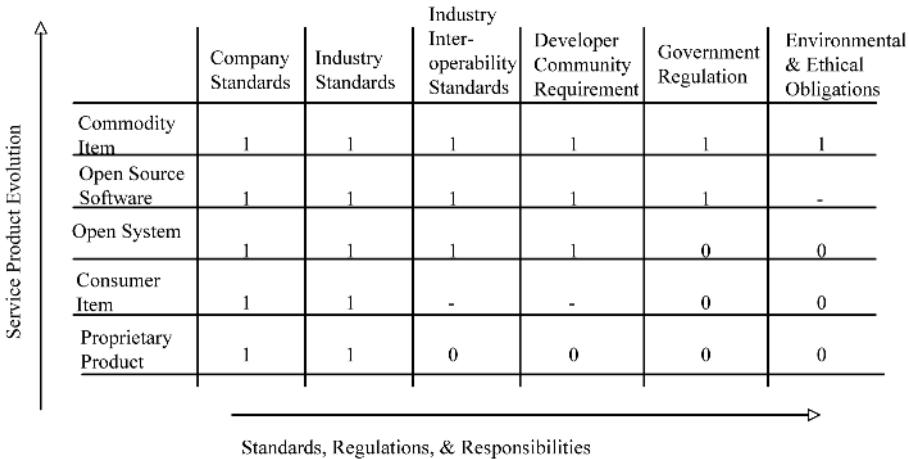 Industry
Inter-
operability
Standards
Company
Standards
Industry
Standards
Developer
Community
Requirement
Government
Regulation
Environmental
& Ethical
Obligations
Commodity
Item 1 1 1 1 1 1
Open Source
Software 1 1 1 1 1 -
Open System
1 1 1 1 0 0
Consumer
Item 1 1 - - 0 0
Proprietary
Product 1 1 0 0 0 0
Service Product Evolution
Standards, Regulations, & Responsibilities